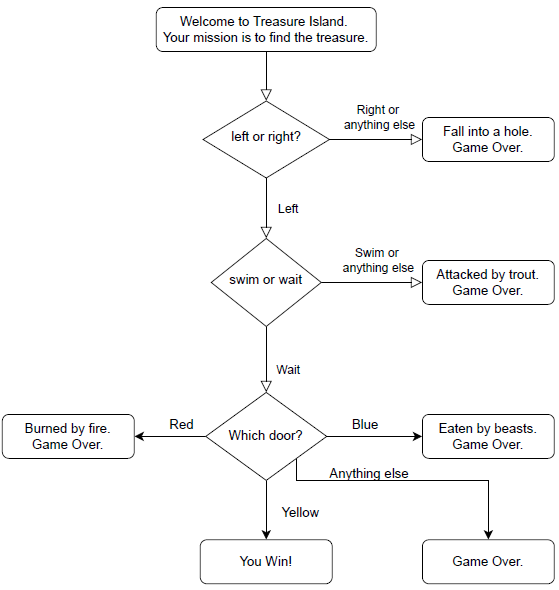 Welcome to Treasure Island.
Your mission is to find the treasure.
Right or
anything else
left or right?
Fall into a hole.
Game Over.
Left
Swim or
anything else
swim or wait
Attacked by trout.
Game Over.
Wait
Burned by fire.
Game Over.
Red
Which door?
Blue
Eaten by beasts.
Game Over.
Anything else
Yellow
You Win!
Game Over.